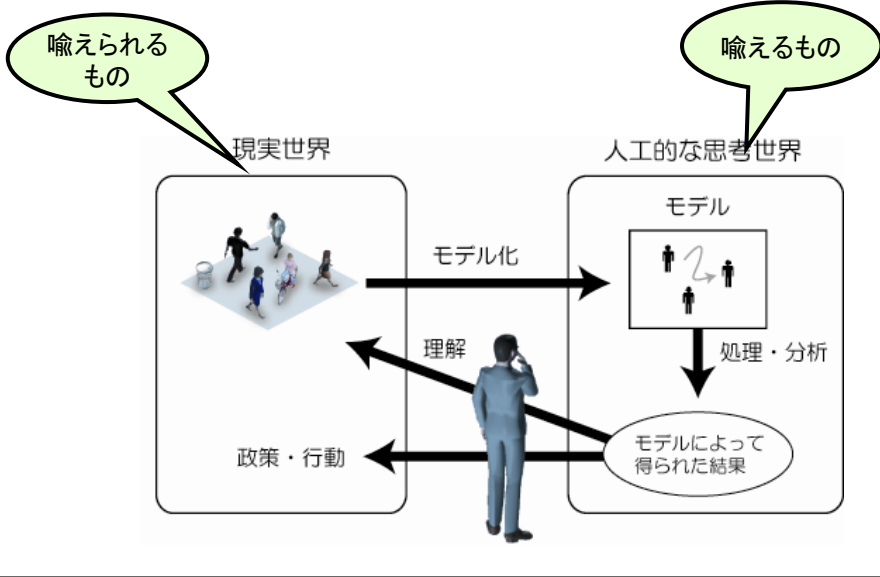 喩えられる
もの
喩えるもの
現実世界
人工的な思考世界
モデル
モデル化
理解
処理・分析
政策・行動
モデルによって
得られた結果